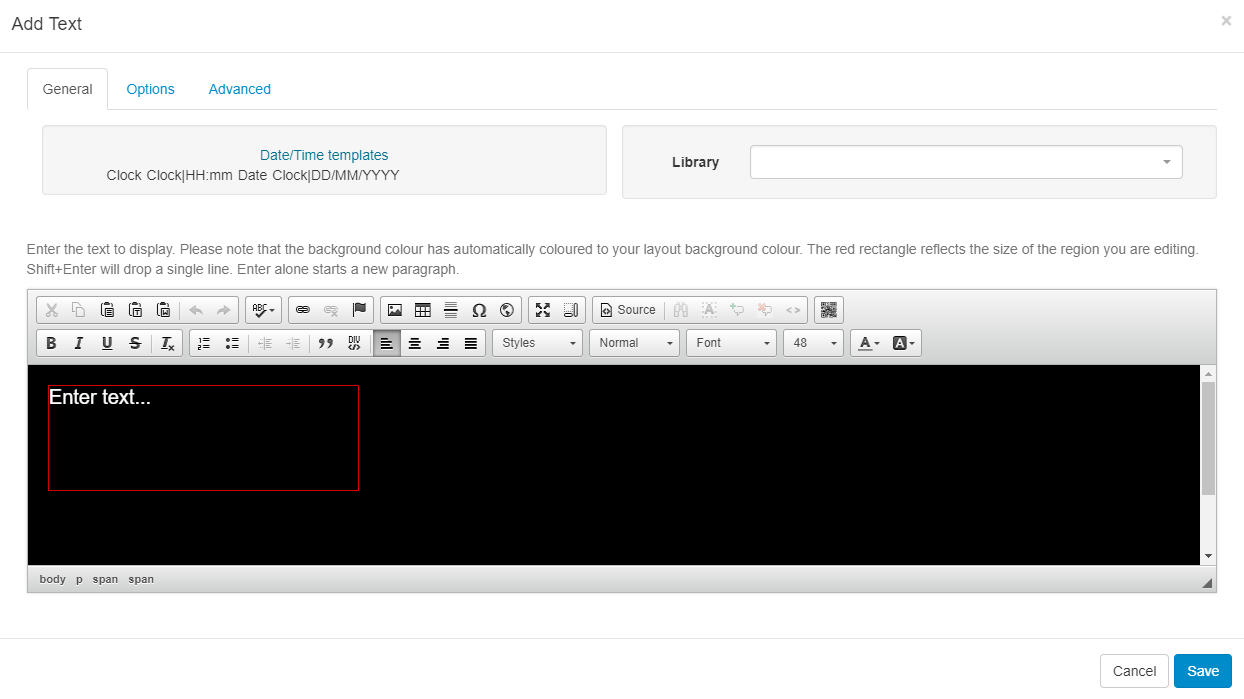 Add Text
×
General Options Advanced
Date/Time templates
Clock Clock|HH:mm Date Clock|DD/MM/YYYY
Library
Enter the text to display. Please note that the background colour has automatically coloured to your layout background colour. The red rectangle reflects the size of the region you are editing.
Shift+Enter will drop a single line. Enter alone starts a new paragraph.
ABC Ω Source A
B I U S Tx DIV Styles Normal Font 48 A A
Enter text...
body p span span
Cancel Save